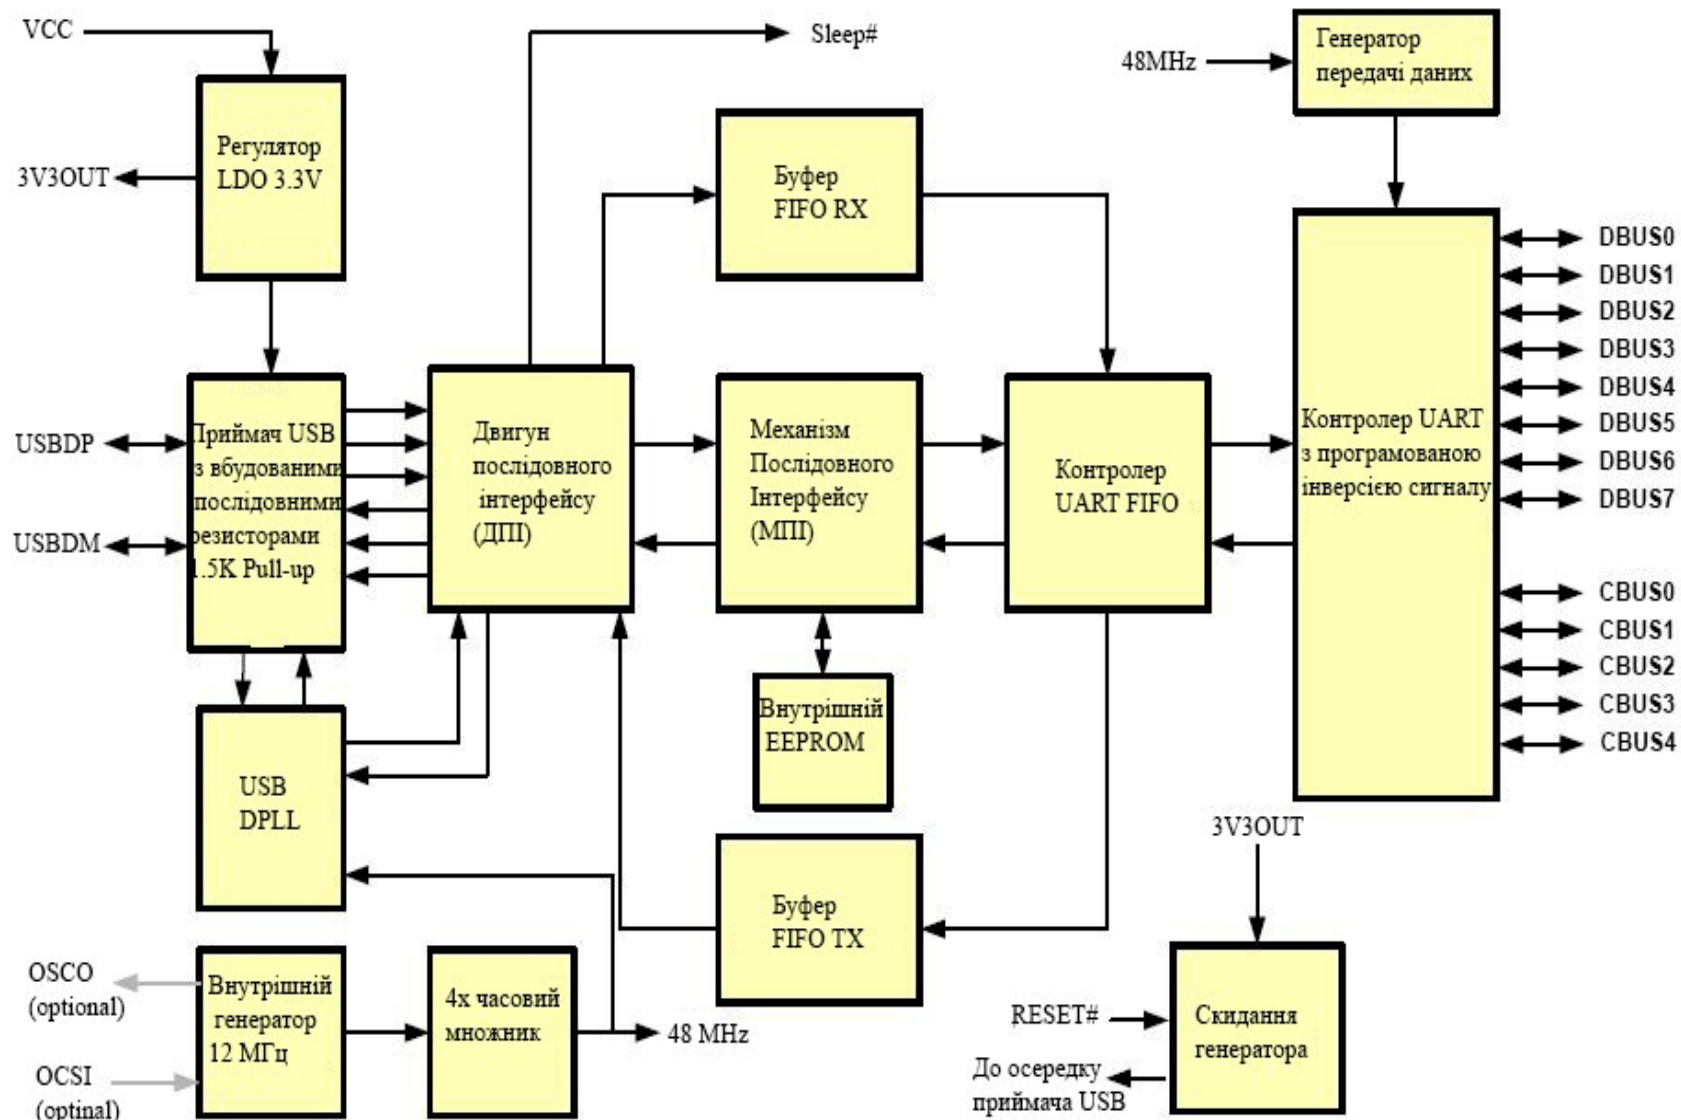 VCC
Sleep#
48MHz
Генератор
передачі даних
Регулятор
LDO 3.3V
3V3OUT
Буфер
FIFO RX
DBUS0
DBUS1
DBUS2
DBUS3
DBUS4
DBUS5
DBUS6
DBUS7
CBUS0
CBUS1
CBUS2
CBUS3
CBUS4
USBDP
USBDM
Приймач USB
з вбудованими
послідовними
резисторами
1.5K Pull-up
Двигун
послідовного
інтерфейсу
(ДПІ)
Механізм
Послідовного
Інтерфейсу
(МПІ)
Контролер
UART FIFO
Контролер UART
з програмованою
інверсією сигналу
Внутрішній
EEPROM
USB
DPLL
Буфер
FIFO TX
3V3OUT
OSCO
(optional)
OCSI
(optinal)
Внутрішній
генератор
12 МГц
4х часовий
множник
48 MHz
RESET#
Скидання
генератора
До осередку
приймача USB